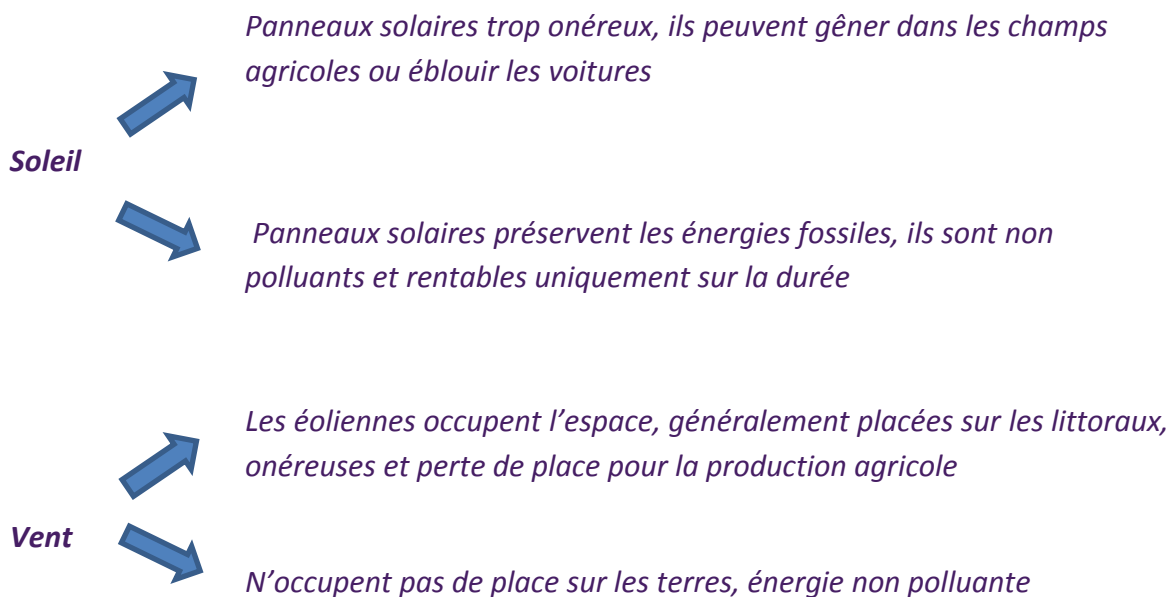 Panneaux solaires trop onéreux, ils peuvent gêner dans les champs
agricoles ou éblouir les voitures
Soleil
Panneaux solaires préservent les énergies fossiles, ils sont non
polluants et rentables uniquement sur la durée
Les éoliennes occupent l’espace, généralement placées sur les littoraux,
onéreuses et perte de place pour la production agricole
Vent
N’occupent pas de place sur les terres, énergie non polluante